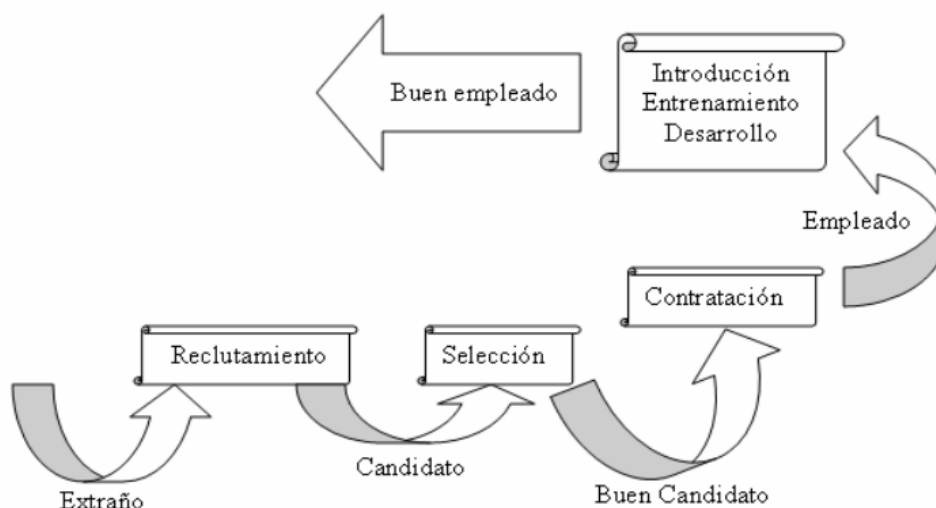 Buen empleado
Introducción
Entrenamiento
Desarrollo
Empleado
Contratación
Reclutamiento
Selección
Candidato
Extraño
Buen Candidato